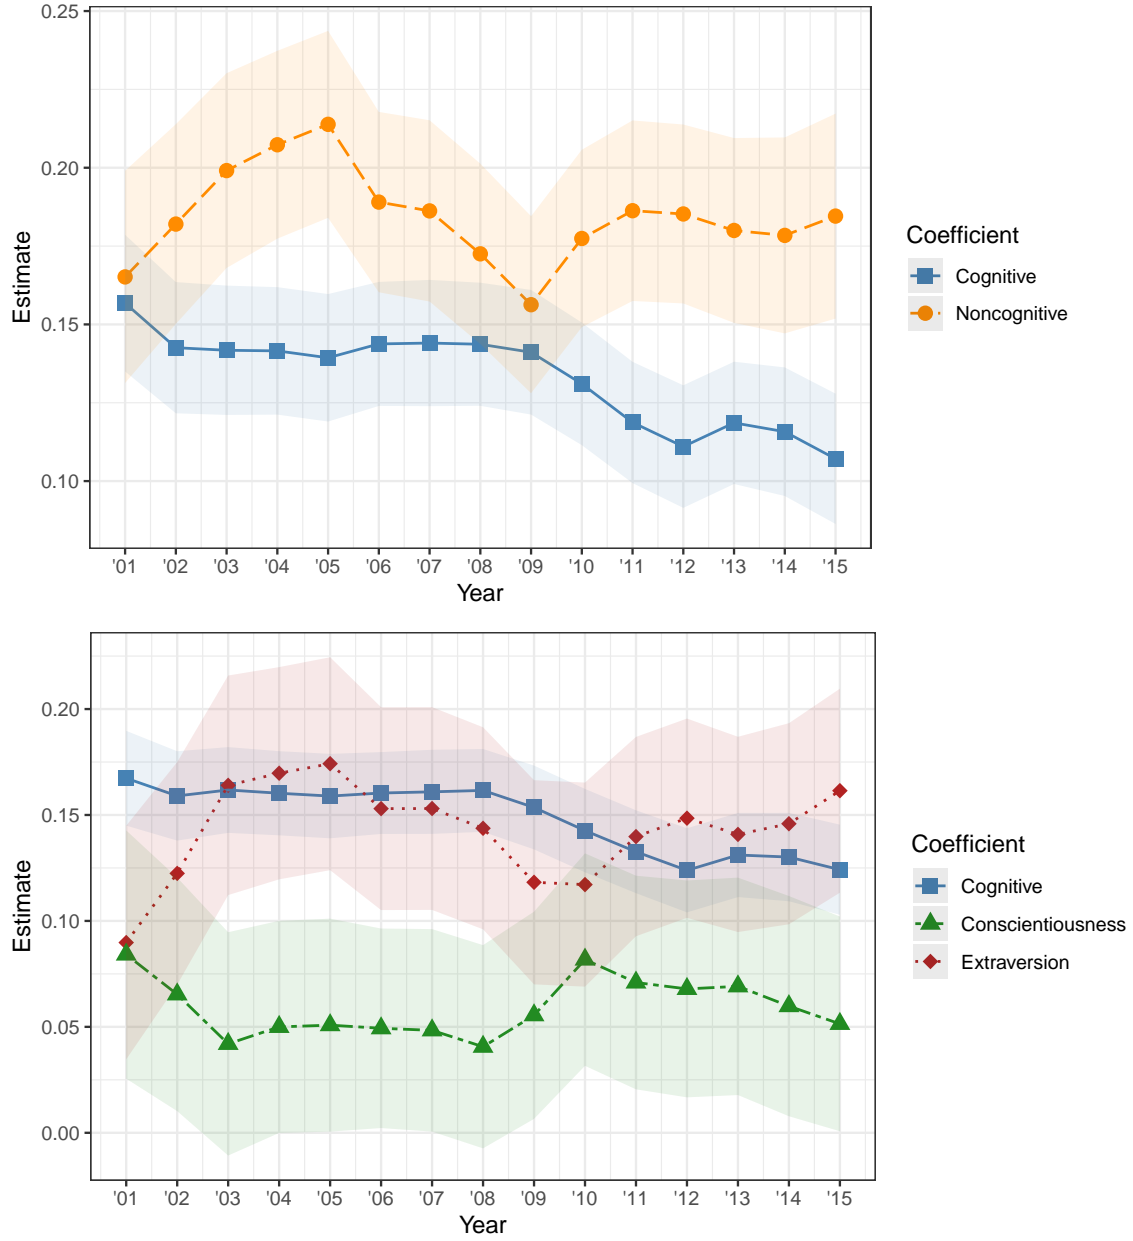 0.25
0.20
0.15
0.10
Estimate
'01 '02 '03 '04 '05 '06 '07 '08 '09 '10 '11 '12 '13 '14 '15
Year
Coefficient
Cognitive
Noncognitive
0.20
0.15
0.10
0.05
0.00
Estimate
'01 '02 '03 '04 '05 '06 '07 '08 '09 '10 '11 '12 '13 '14 '15
Year
Coefficient
Cognitive
Conscientiousness
Extraversion